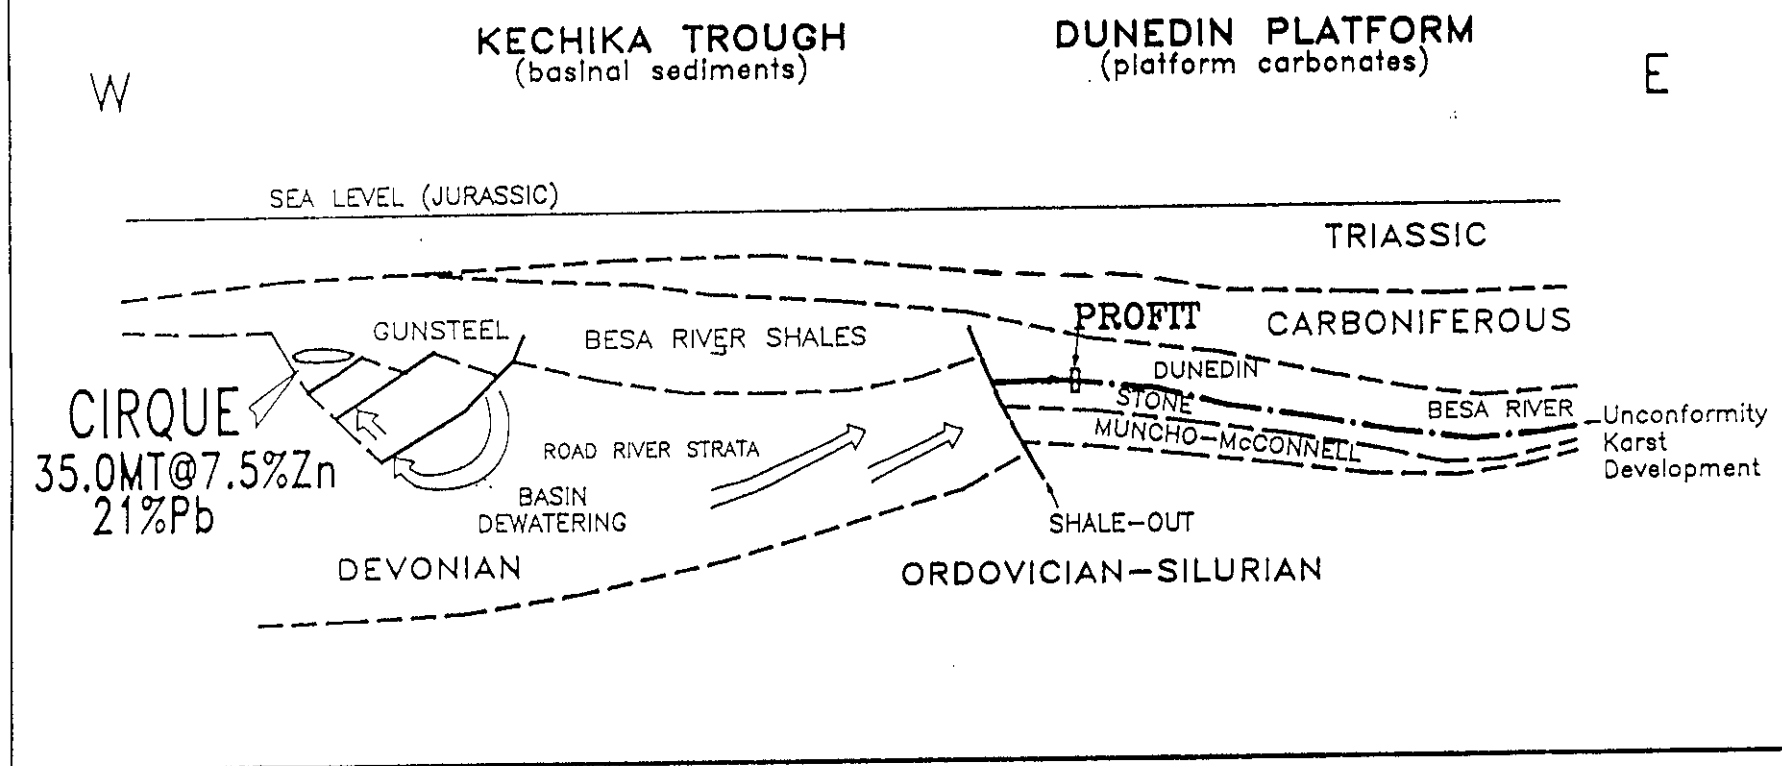 KECHIKA TROUGH
(basinal sediments)
DUNEDIN PLATFORM
(platform carbonates)
W
E
SEA LEVEL (JURASSIC)
TRIASSIC
PROFIT
CARBONIFEROUS
GUNSTEEL
BESA RIVER SHALES
DUNEDIN
STONE
BESA RIVER
MUNCHO-McCONNELL
Unconformity
Karst
Development
CIRQUE
35.0MT@7.5%Zn
21%Pb
ROAD RIVER STRATA
BASIN
DEWATERING
SHALE-OUT
DEVONIAN
ORDOVICIAN-SILURIAN